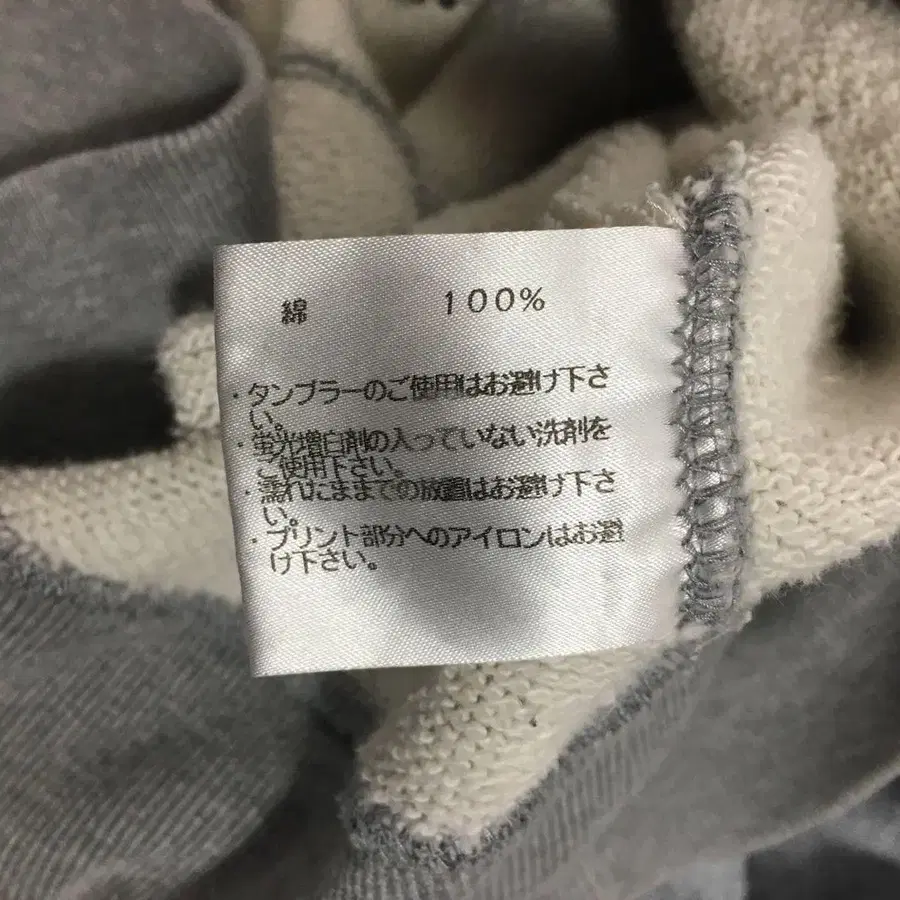 綿 100%
・タンブラーのご使用はお避け下さ
い。
・蛍光増白剤の入っていない洗剤を
ご使用下さい。
・濡れたままでの放置はお避け下さ
い。
・プリント部分へのアイロンはお避
け下さい。